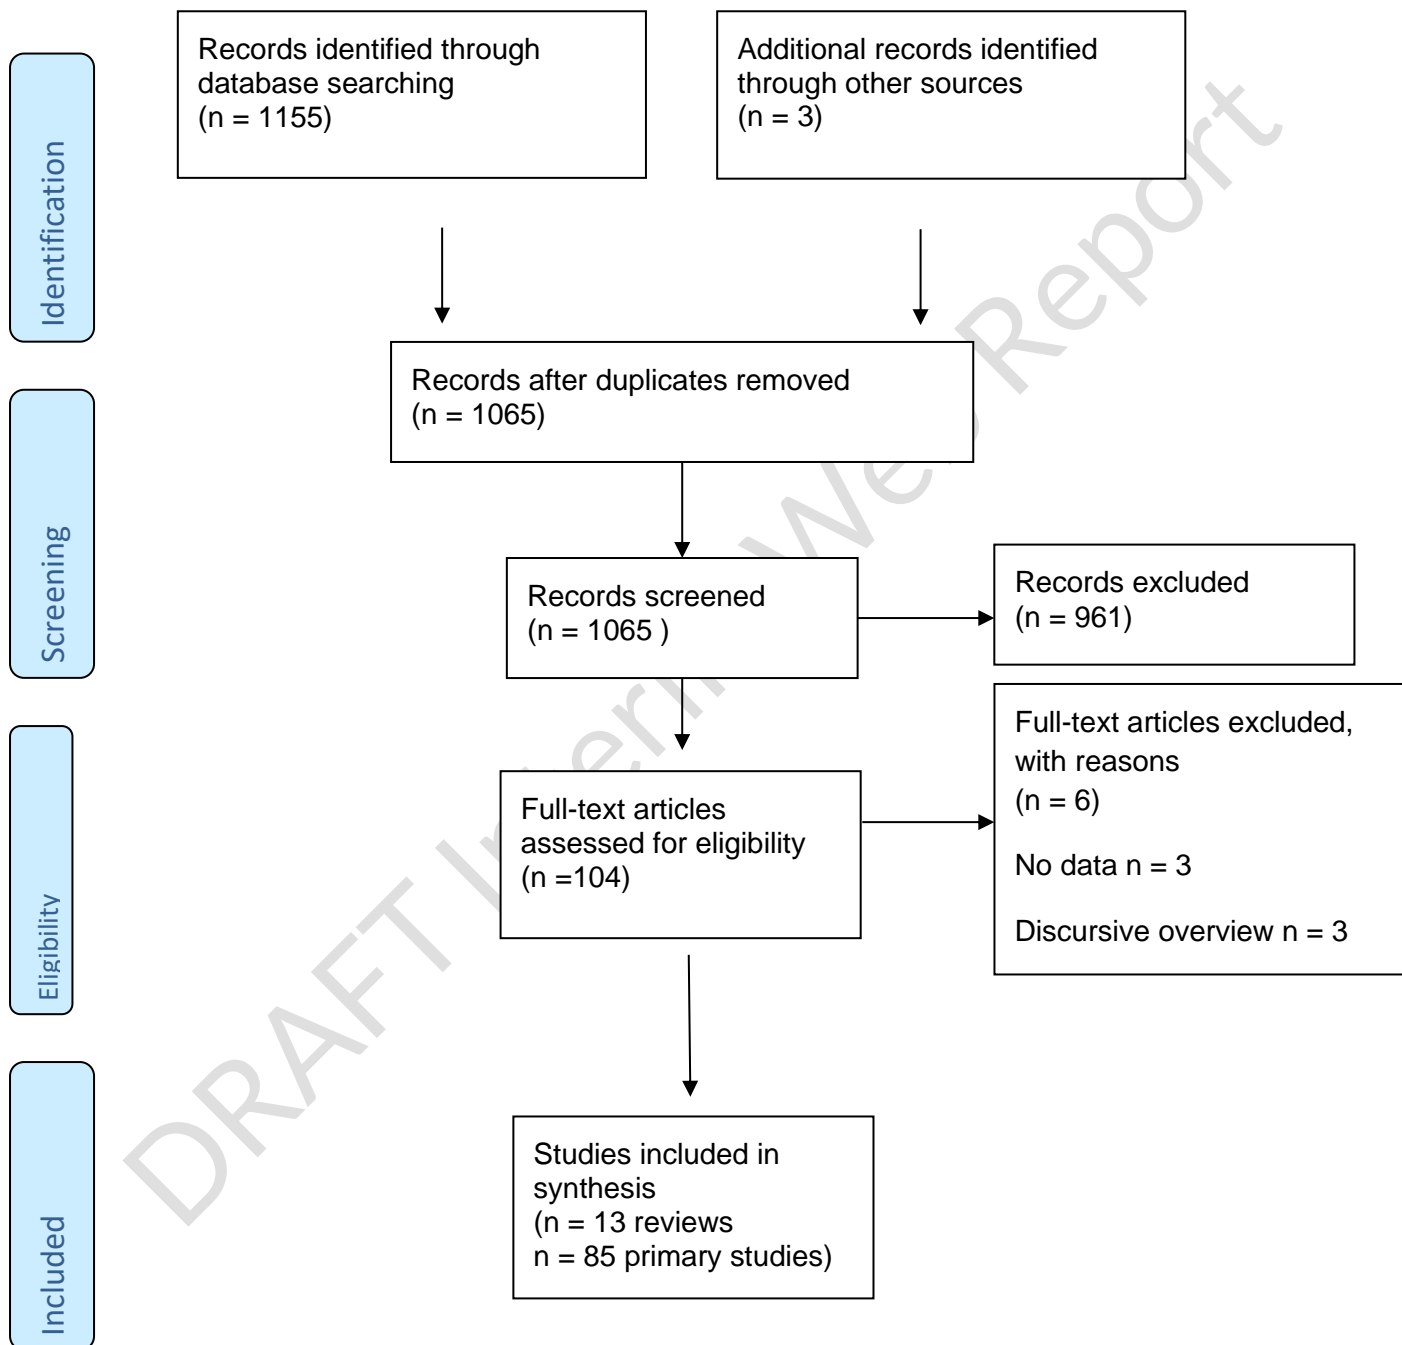 Records identified through
database searching
(n = 1155)
Additional records identified
through other sources
(n = 3)
Identification
Records after duplicates removed
(n = 1065)
Screening
Records screened
(n = 1065 )
Records excluded
(n = 961)
Full-text articles
assessed for eligibility
(n =104)
Full-text articles excluded,
with reasons
(n = 6)
No data n = 3
Discursive overview n = 3
Eligibility
Studies included in
synthesis
(n = 13 reviews
n = 85 primary studies)
Included
DRAFT Report